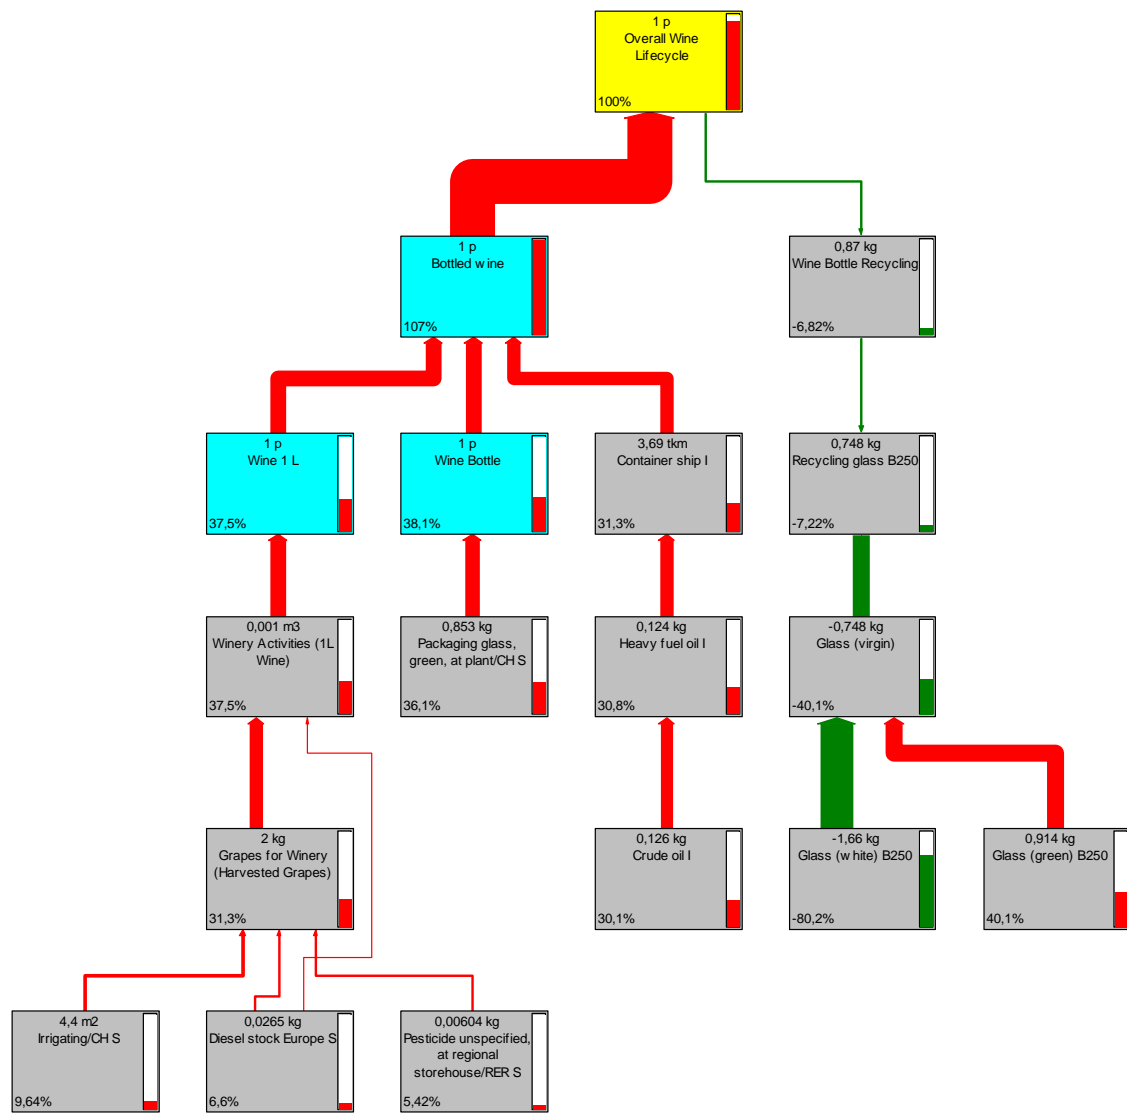 1 p
Overall Wine
Lifecycle
100%
1 p
Bottled wine
107%
0,87 kg
Wine Bottle Recycling
-6,82%
1 p
Wine 1 L
37,5%
1 p
Wine Bottle
38,1%
3,69 tkm
Container ship I
31,3%
0,748 kg
Recycling glass B250
-7,22%
0,001 m3
Winery Activities (1L
Wine)
37,5%
0,853 kg
Packaging glass,
green, at plant/CH S
36,1%
0,124 kg
Heavy fuel oil I
30,8%
-0,748 kg
Glass (virgin)
-40,1%
2 kg
Grapes for Winery
(Harvested Grapes)
31,3%
0,126 kg
Crude oil I
30,1%
-1,66 kg
Glass (white) B250
-80,2%
0,914 kg
Glass (green) B250
40,1%
4,4 m2
Irrigating/CH S
9,64%
0,0265 kg
Diesel stock Europe S
6,6%
0,00604 kg
Pesticide unspecified,
at regional
storehouse/RER S
5,42%